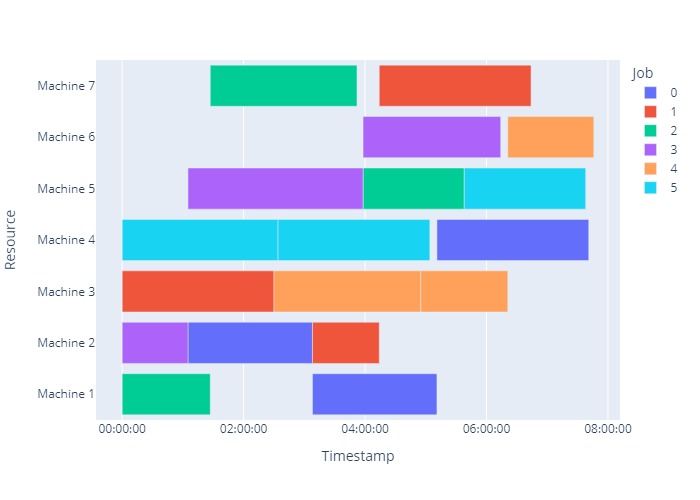 Job
0
1
2
3
4
5
Machine 7
Machine 6
Machine 5
Machine 4
Machine 3
Machine 2
Machine 1
Resource
00:00:00 02:00:00 04:00:00 06:00:00 08:00:00
Timestamp